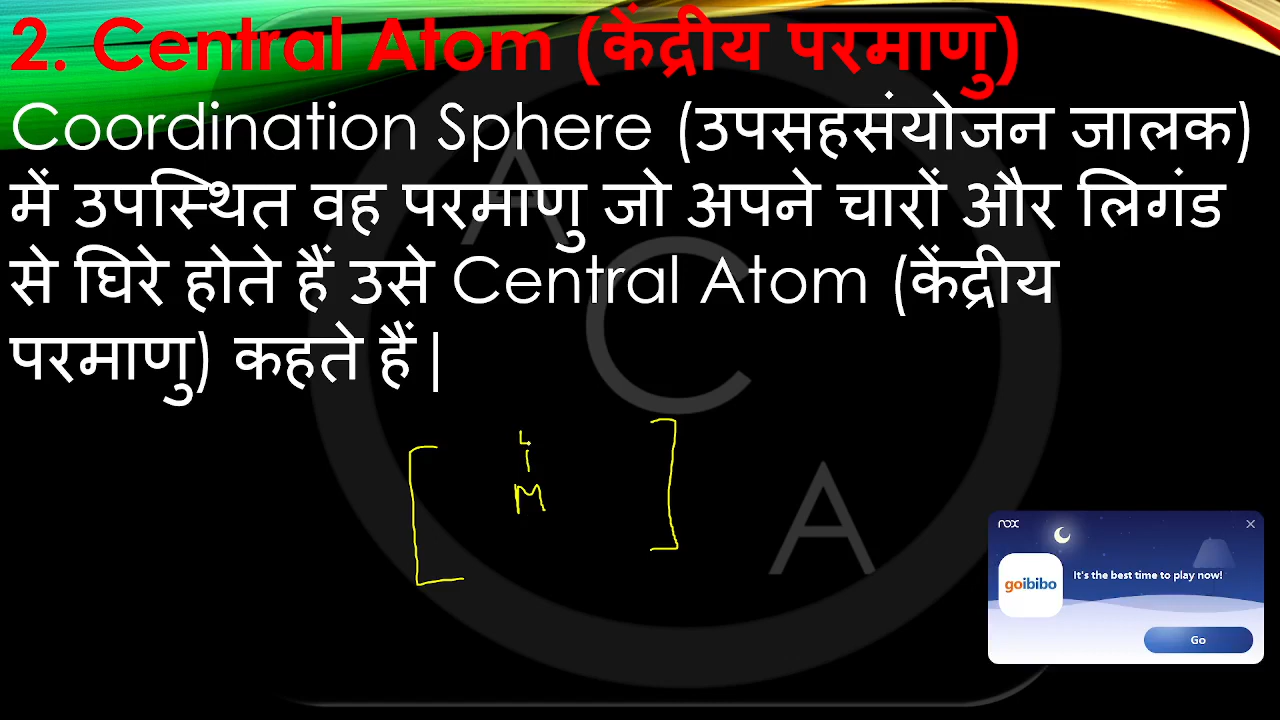 2. Central Atom (केंद्रीय परमाणु)
Coordination Sphere (उपसहसंयोजन जालक)
में उपस्थित वह परमाणु जो अपने चारों और लिगंड
से घिरे होते हैं उसे Central Atom (केंद्रीय
परमाणु) कहते हैं|
L
M
A
C
A
nox
goibibo
It's the best time to play now!
Go